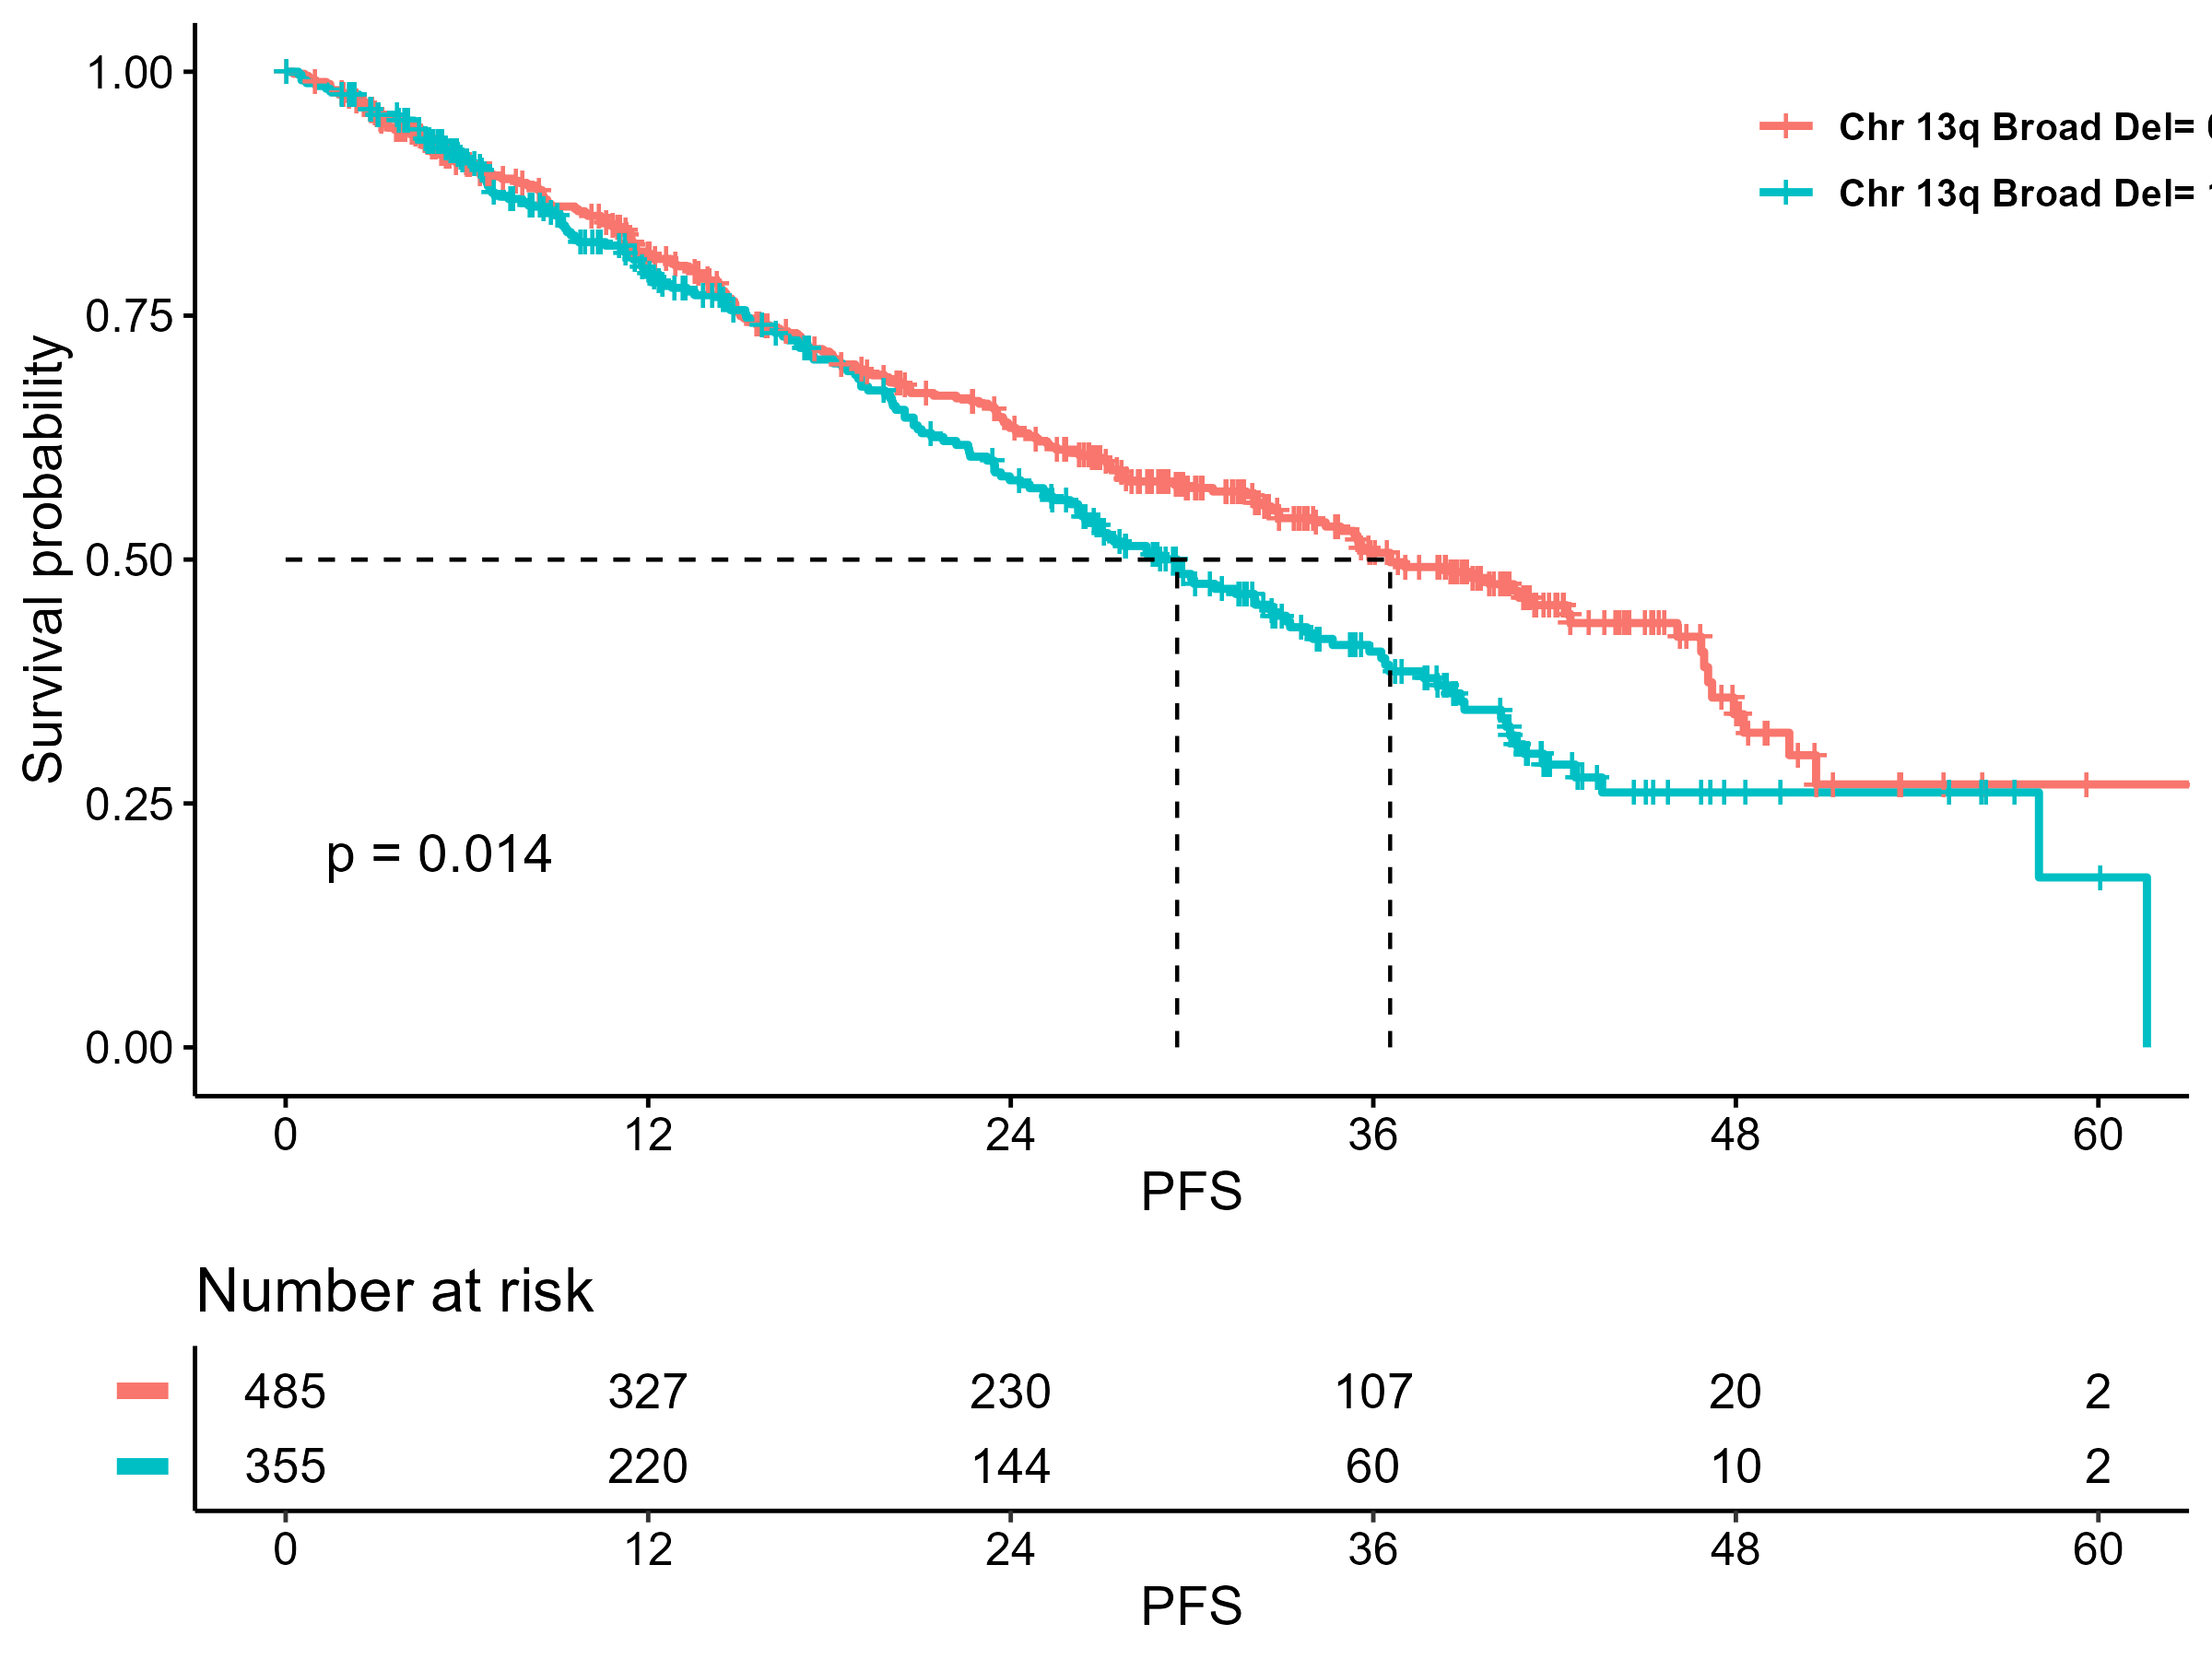 1.00
Chr 13q Broad Del=
Chr 13q Broad Del=
0.75
Survival probability
0.50
0.25
p = 0.014
0.00
0 12 24 36 48 60
PFS
Number at risk
485 327 230 107 20 2
355 220 144 60 10 2
0 12 24 36 48 60
PFS